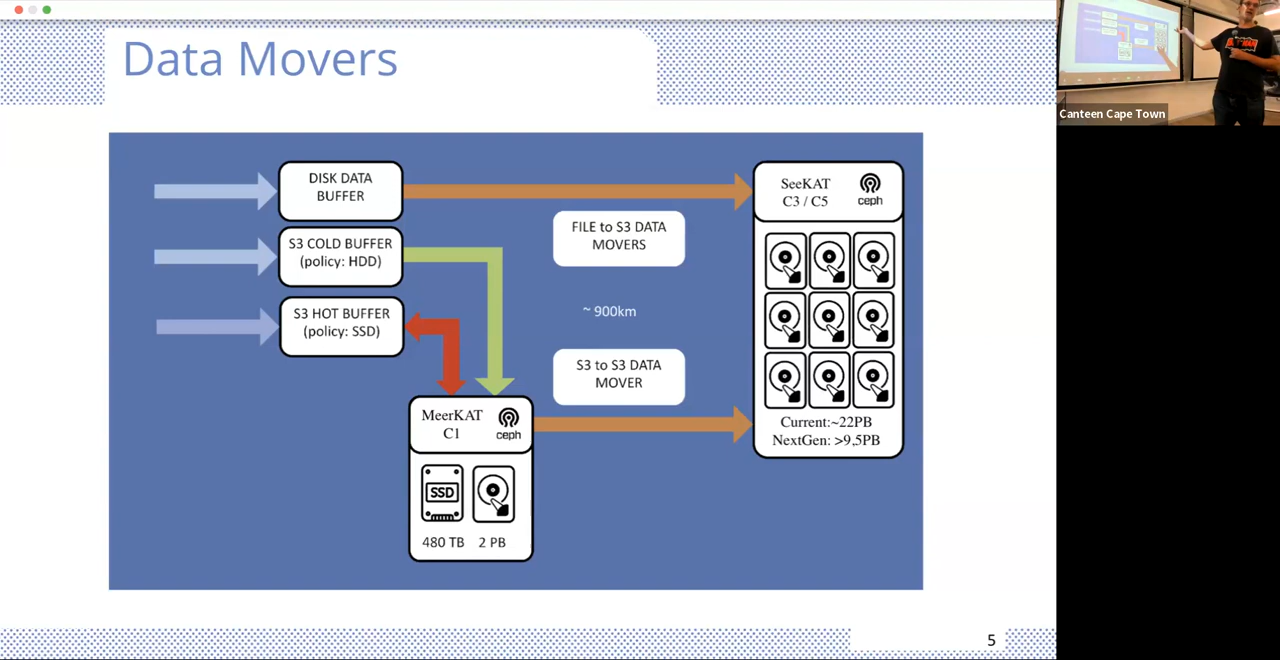 Data Movers
Canteen Cape Town
DISK DATA
BUFFER
S3 COLD BUFFER
(policy: HDD)
S3 HOT BUFFER
(policy: SSD)
FILE to S3 DATA
MOVERS
~ 900km
S3 to S3 DATA
MOVER
SeeKAT
C3 / C5
ceph
Current:~22PB
NextGen: >9,5PB
MeerKAT
C1
ceph
SSD
480 TB
2 PB
5